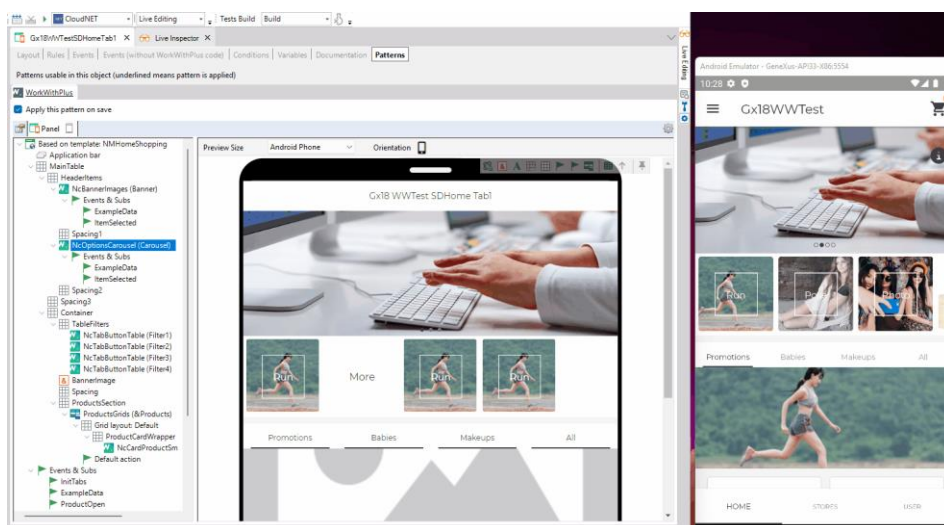 CloudNET Live Editing Tests Build Build
Gx18WWTestSDHomeTab1 X Live Inspector X
Layout Rules Events Events (without WorkWithPlus code) Conditions Variables Documentation Patterns
Patterns usable in this object (underlined means pattern is applied)
WorkWithPlus
Apply this pattern on save
Panel
Live Editing
Based on template: NMHomeShopping
Application bar
MainTable
HeaderItems
NcBannerImages (Banner)
Events & Subs
ExampleData
ItemSelected
Spacing1
NcOptionsCarousel (Carousel)
Events & Subs
ExampleData
ItemSelected
Spacing2
Spacing3
Container
TableFilters
NcTabButtonTable (Filter1)
NcTabButtonTable (Filter2)
NcTabButtonTable (Filter3)
NcTabButtonTable (Filter4)
BannerImage
Spacing
ProductsSection
ProductsGrids (&Products)
Grid layout: Default
ProductCardWrapper
NcCardProductSm
Default action
Events & Subs
InitTabs
ExampleData
ProductOpen
Preview Size Android Phone Orientation
Gx18 WWTest SDHome Tab1
Run More Run Run
Promotions Babies Makeups All
Android Emulator - GeneXus-API33-X86:5554
10:28
Gx18WWTest
Run Photo
Promotions Babies Makeups All
HOME STORES USER